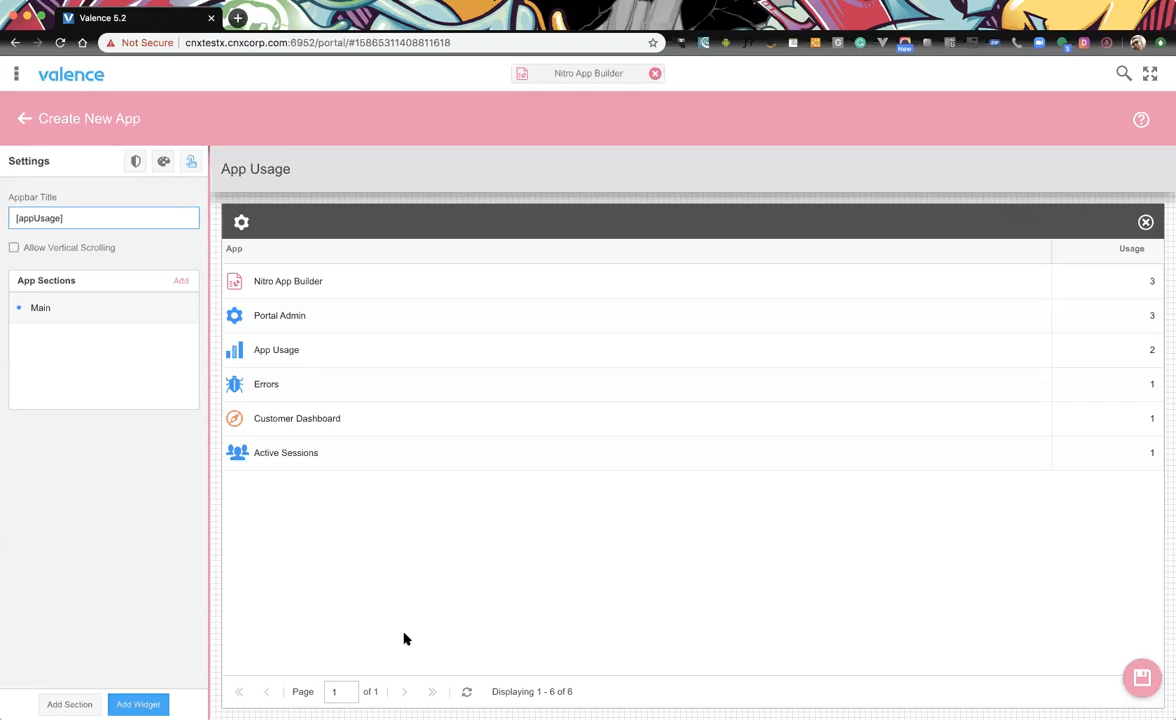 Valence 5.2
Not Secure
cnxtestx.cnxcorp.com:6952/portal/#15865311408811618
New
3
valence
Nitro App Builder
Create New App
Settings
App Usage
Appbar Title
[appUsage]
Allow Vertical Scrolling
App Sections
Add
Main
App
Usage
Nitro App Builder
3
Portal Admin
3
App Usage
2
Errors
1
Customer Dashboard
1
Active Sessions
1
Add Section
Add Widget
Page
1
of 1
Displaying 1 - 6 of 6